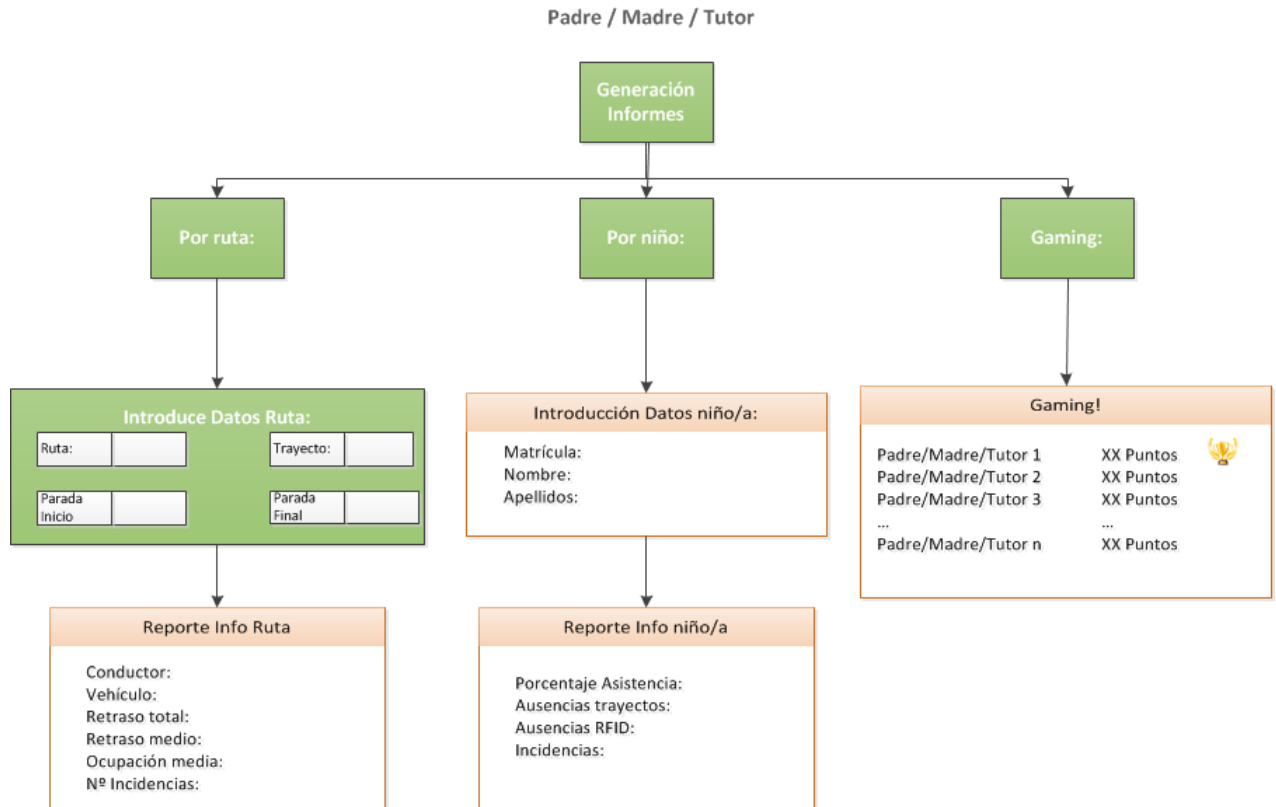 Padre / Madre / Tutor
Generación
Informes
Por ruta:
Por niño:
Gaming:
Introduce Datos Ruta:
Ruta:
Trayecto:
Parada
Inicio
Parada
Final
Introducción Datos niño/a:
Matrícula:
Nombre:
Apellidos:
Gaming!
Padre/Madre/Tutor 1 XX Puntos
Padre/Madre/Tutor 2 XX Puntos
Padre/Madre/Tutor 3 XX Puntos
... ...
Padre/Madre/Tutor n XX Puntos
Reporte Info Ruta
Conductor:
Vehículo:
Retraso total:
Retraso medio:
Ocupación media:
Nº Incidencias:
Reporte Info niño/a
Porcentaje Asistencia:
Ausencias trayectos:
Ausencias RFID:
Incidencias: